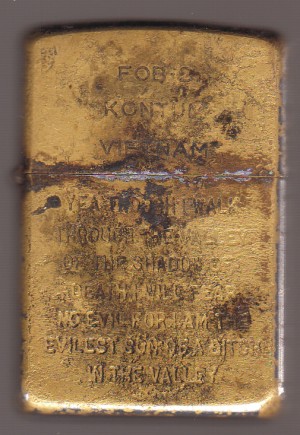 FOB-2
KONTUM
VIETNAM
YEA THOUGH I WALK
THROUGH THE VALLEY
OF THE SHADOW OF
DEATH I WILL FEAR
NO EVIL FOR I AM THE
EVILEST SON OF A BITCH
IN THE VALLEY